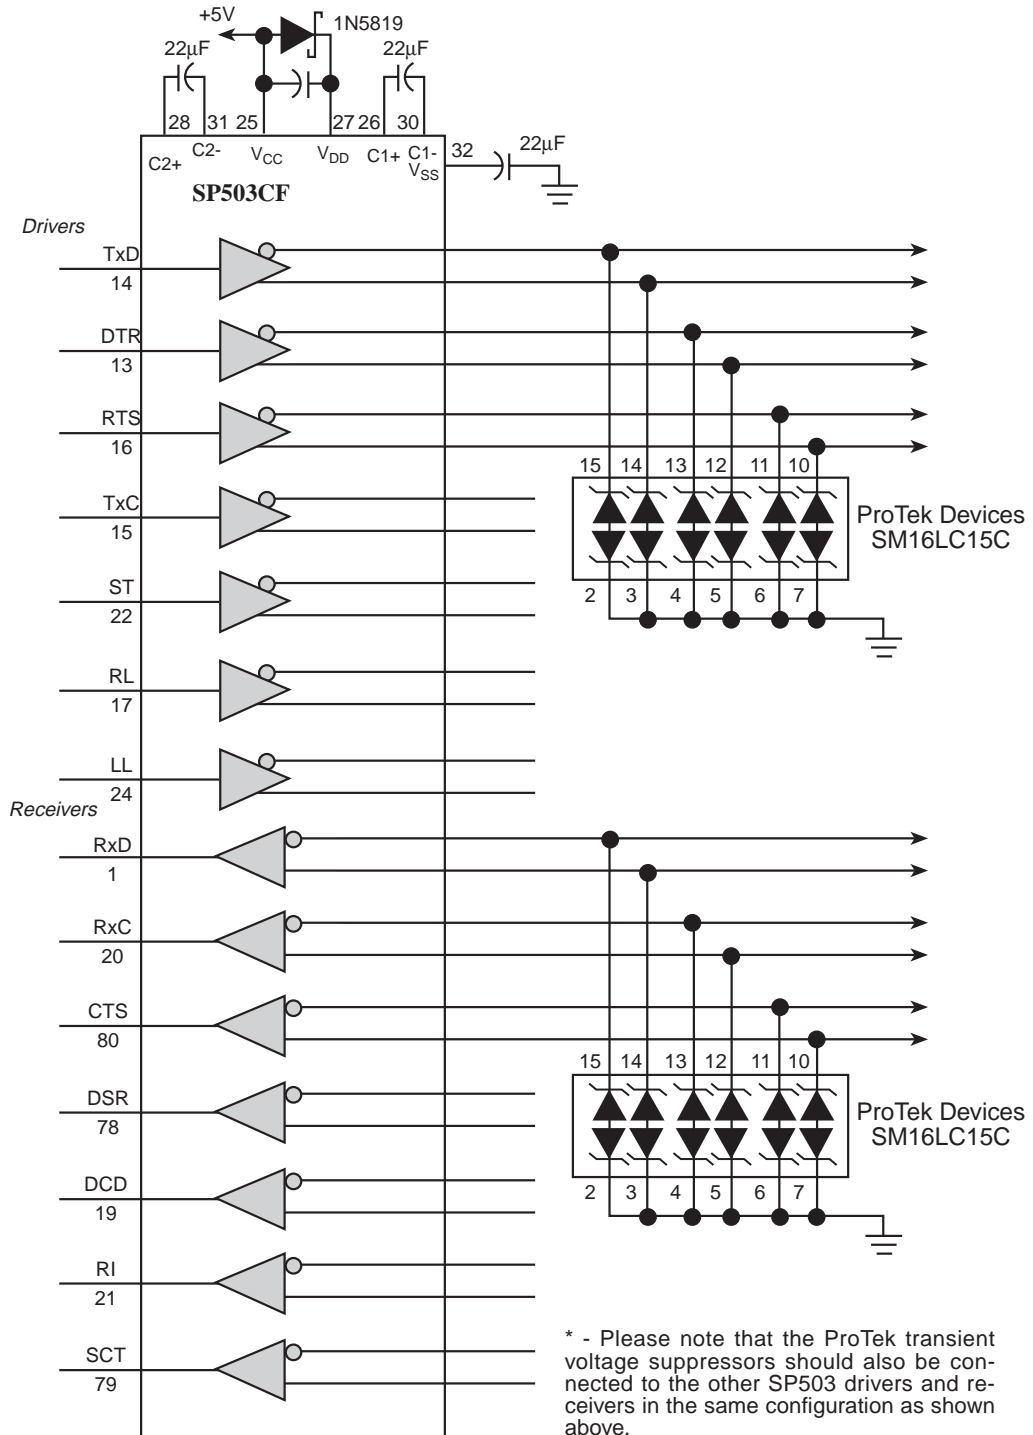 +5V
1N5819
22µF
22µF
28 31 25 27 26 30
C2+ C2- VCC VDD C1+ C1-
VSS
32
22µF
SP503CF
Drivers
TxD
14
DTR
13
RTS
16
15 14 13 12 11 10
TxC
15
ProTek Devices
SM16LC15C
ST
22
2 3 4 5 6 7
RL
17
LL
24
Receivers
RxD
1
RxC
20
CTS
80
15 14 13 12 11 10
DSR
78
ProTek Devices
SM16LC15C
DCD
19
2 3 4 5 6 7
RI
21
SCT
79
* - Please note that the ProTek transient
voltage suppressors should also be con-
nected to the other SP503 drivers and re-
ceivers in the same configuration as shown
above.